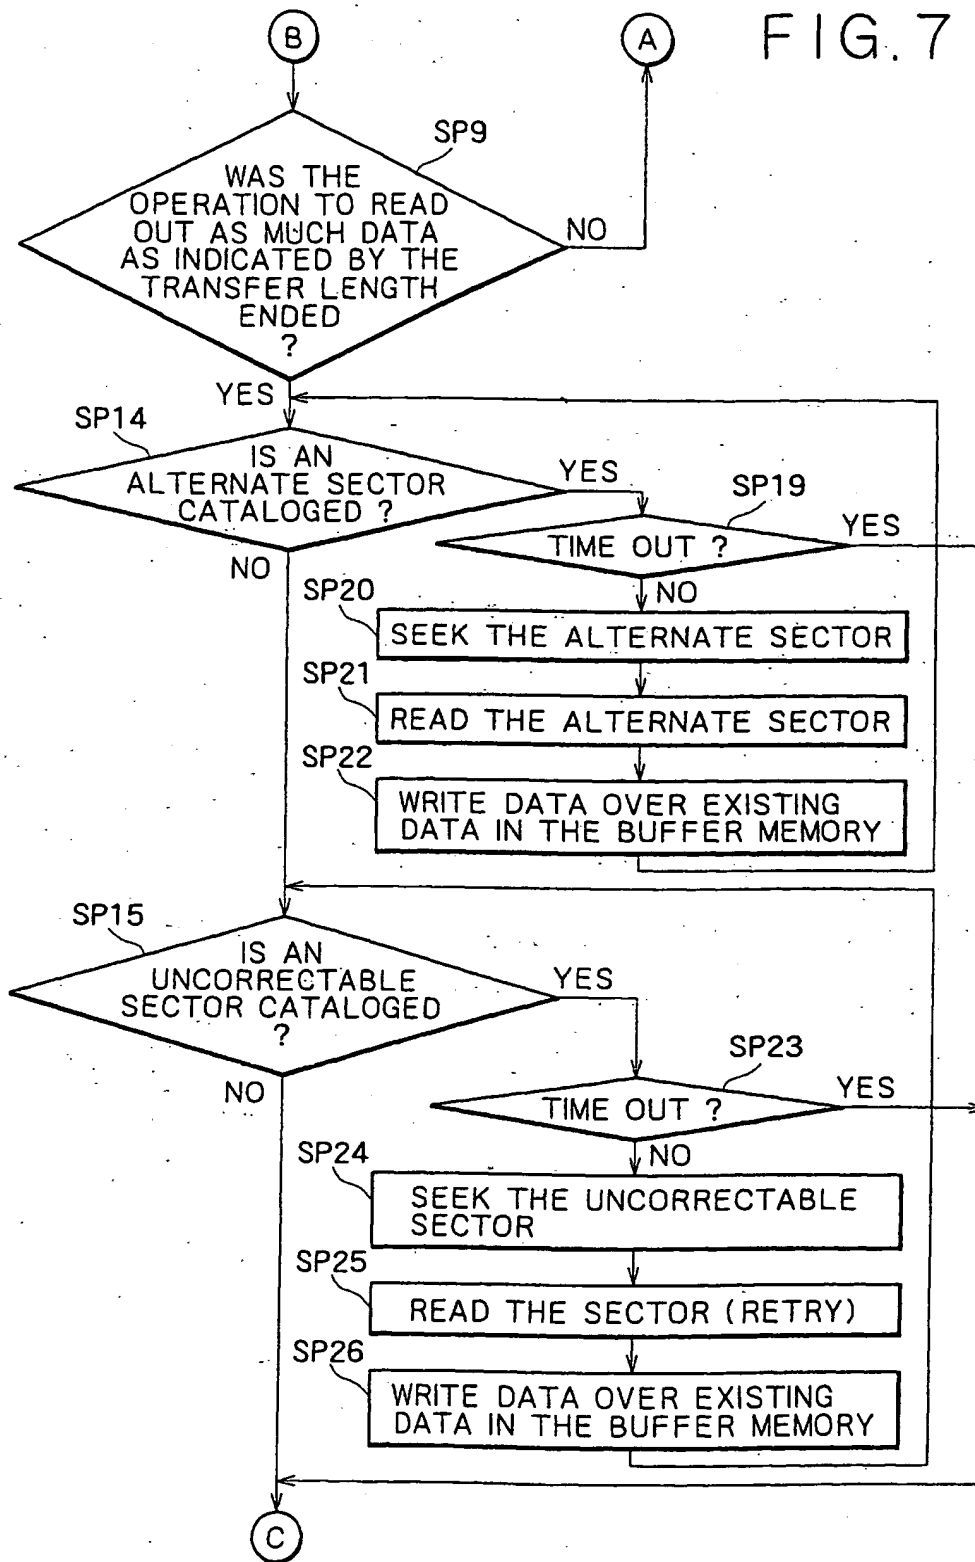 FIG. 7
B
A
SP9
WAS THE
OPERATION TO READ
OUT AS MUCH DATA
AS INDICATED BY THE
TRANSFER LENGTH
ENDED
?
NO
YES
SP14
IS AN
ALTERNATE SECTOR
CATALOGED ?
YES
NO
SP19
TIME OUT ?
YES
NO
SP20
SEEK THE ALTERNATE SECTOR
SP21
READ THE ALTERNATE SECTOR
SP22
WRITE DATA OVER EXISTING
DATA IN THE BUFFER MEMORY
SP15
IS AN
UNCORRECTABLE
SECTOR CATALOGED
?
YES
NO
SP23
TIME OUT ?
YES
NO
SP24
SEEK THE UNCORRECTABLE
SECTOR
SP25
READ THE SECTOR (RETRY)
SP26
WRITE DATA OVER EXISTING
DATA IN THE BUFFER MEMORY
C